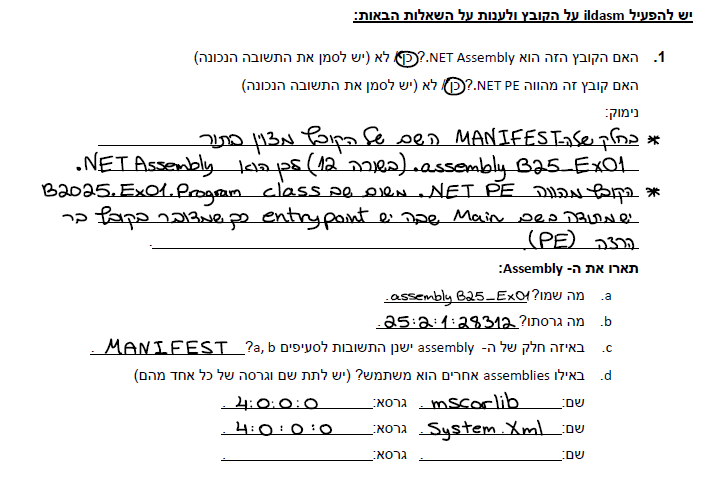 יש להפעיל ildasm על הקובץ ולענות על השאלות הבאות:
1. האם הקובץ הזה הוא NET Assembly.? כן/ לא (יש לסמן את התשובה הנכונה)
האם קובץ זה מהווה NET PE.? כן/ לא (יש לסמן את התשובה הנכונה)
נימוק:
* בחלק של ה-MANIFEST השם של הקובץ מצוין בתור
.assembly B25_Ex01 (בשורה 12) לכן הוא .NET Assembly
* הקובץ מהווה .NET PE משום שב class B2025.Ex01.Program
יש מתודה בשם Main שבה יש entrypoint כך שמדובר בקובץ בר
הרצה (PE).
תארו את ה- Assembly:
a. מה שמו? .assembly B25_Ex01
b. מה גרסתו? 25:2:1:28312.
c. באיזה חלק של ה- assembly ישנן התשובות לסעיפים a, b? MANIFEST .
d. באילו assemblies אחרים הוא משתמש? (יש לתת שם וגרסה של כל אחד מהם)
שם: mscorlib . גרסא: 4:0:0:0 .
שם: System.Xml . גרסא: 4:0:0:0 .
שם: . גרסא: .